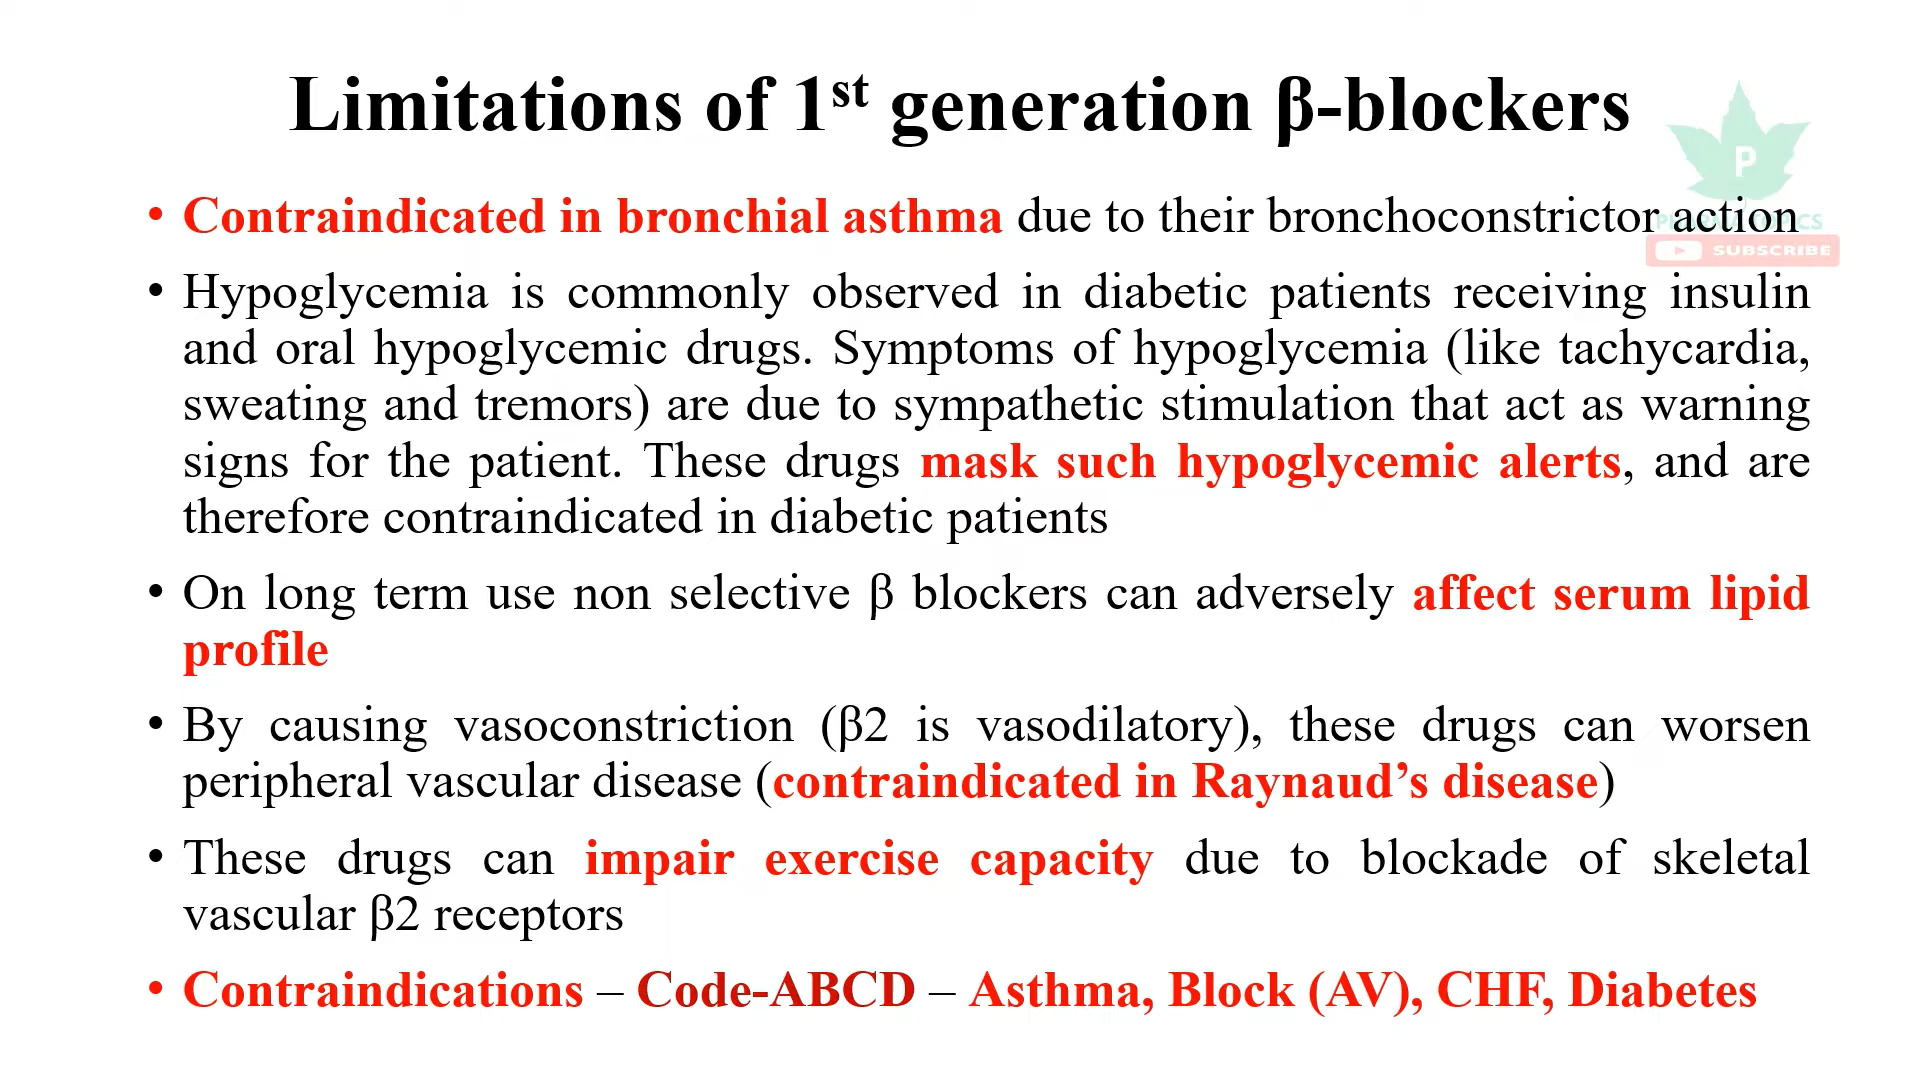 Limitations of 1st generation β-blockers
P
• Contraindicated in bronchial asthma due to their bronchoconstrictor action
SUBSCRIBE
• Hypoglycemia is commonly observed in diabetic patients receiving insulin
and oral hypoglycemic drugs. Symptoms of hypoglycemia (like tachycardia,
sweating and tremors) are due to sympathetic stimulation that act as warning
signs for the patient. These drugs mask such hypoglycemic alerts, and are
therefore contraindicated in diabetic patients
• On long term use non selective β blockers can adversely affect serum lipid
profile
• By causing vasoconstriction (β2 is vasodilatory), these drugs can worsen
peripheral vascular disease (contraindicated in Raynaud’s disease)
• These drugs can impair exercise capacity due to blockade of skeletal
vascular β2 receptors
• Contraindications – Code-ABCD – Asthma, Block (AV), CHF, Diabetes